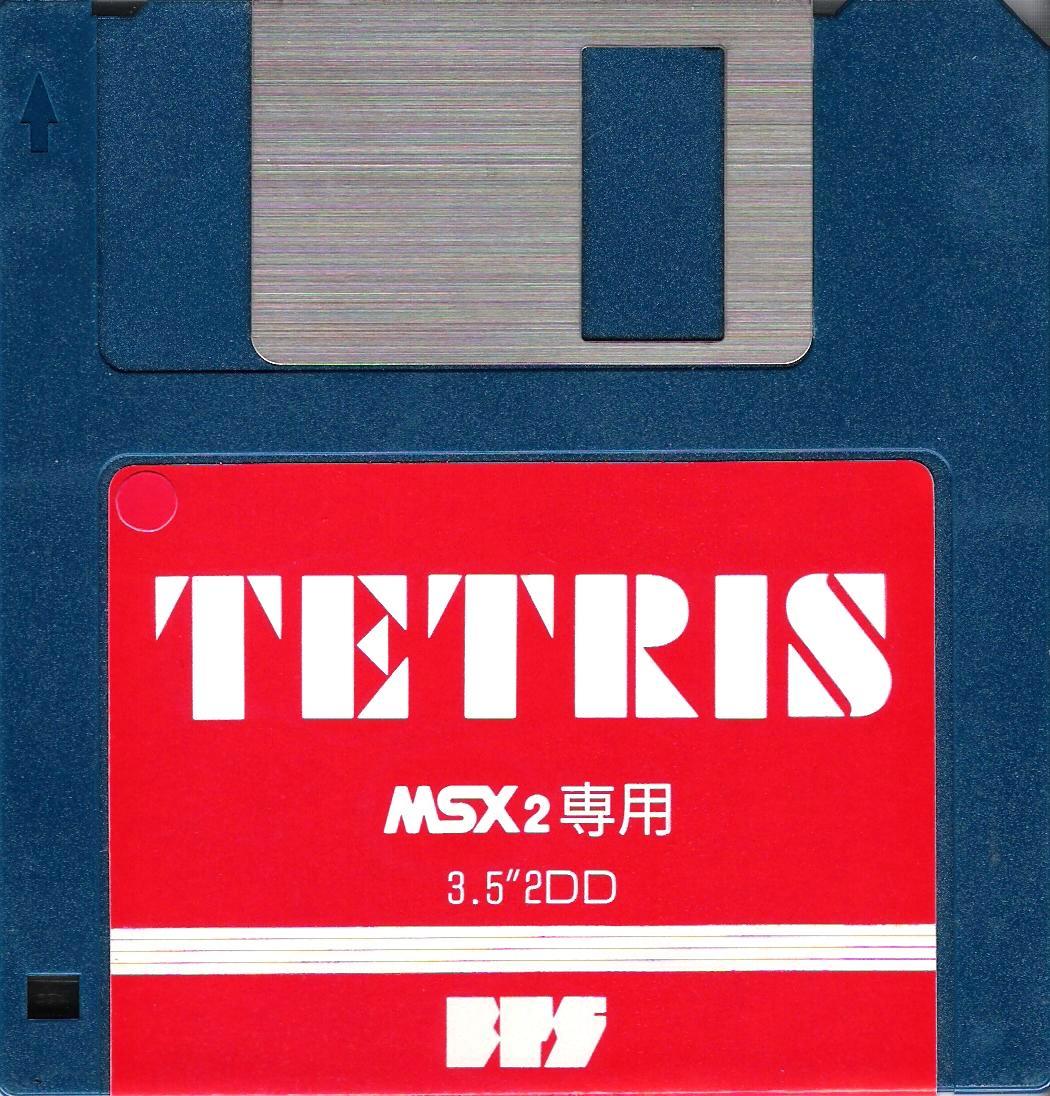 TETRIS
MSX2専用
3.5"2DD
BPS